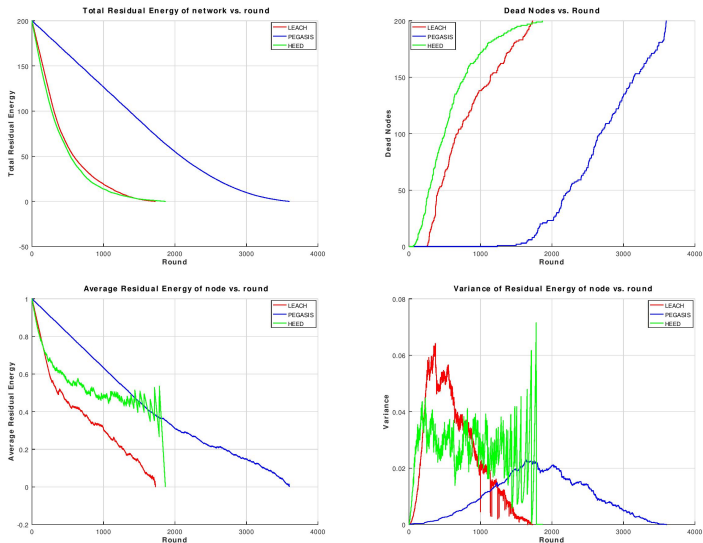 Total Residual Energy of network vs. round
200
150
100
50
0
-50
0
1000
2000
3000
4000
Total Residual Energy
Round
LEACH
PEGASIS
HEED
Dead Nodes vs. Round
200
150
100
50
0
0
1000
2000
3000
4000
Dead Nodes
Round
LEACH
PEGASIS
HEED
Average Residual Energy of node vs. round
1
0.8
0.6
0.4
0.2
0
-0.2
0
1000
2000
3000
4000
Average Residual Energy
Round
LEACH
PEGASIS
HEED
Variance of Residual Energy of node vs. round
0.08
0.06
0.04
0.02
0
0
1000
2000
3000
4000
Variance
Round
LEACH
PEGASIS
HEED